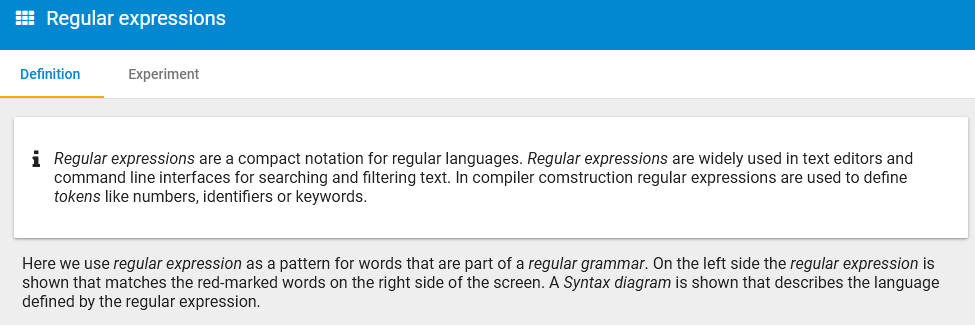 Regular expressions
Definition Experiment
Regular expressions are a compact notation for regular languages. Regular expressions are widely used in text editors and
command line interfaces for searching and filtering text. In compiler comstruction regular expressions are used to define
tokens like numbers, identifiers or keywords.
Here we use regular expression as a pattern for words that are part of a regular grammar. On the left side the regular expression is
shown that matches the red-marked words on the right side of the screen. A Syntax diagram is shown that describes the language
defined by the regular expression.